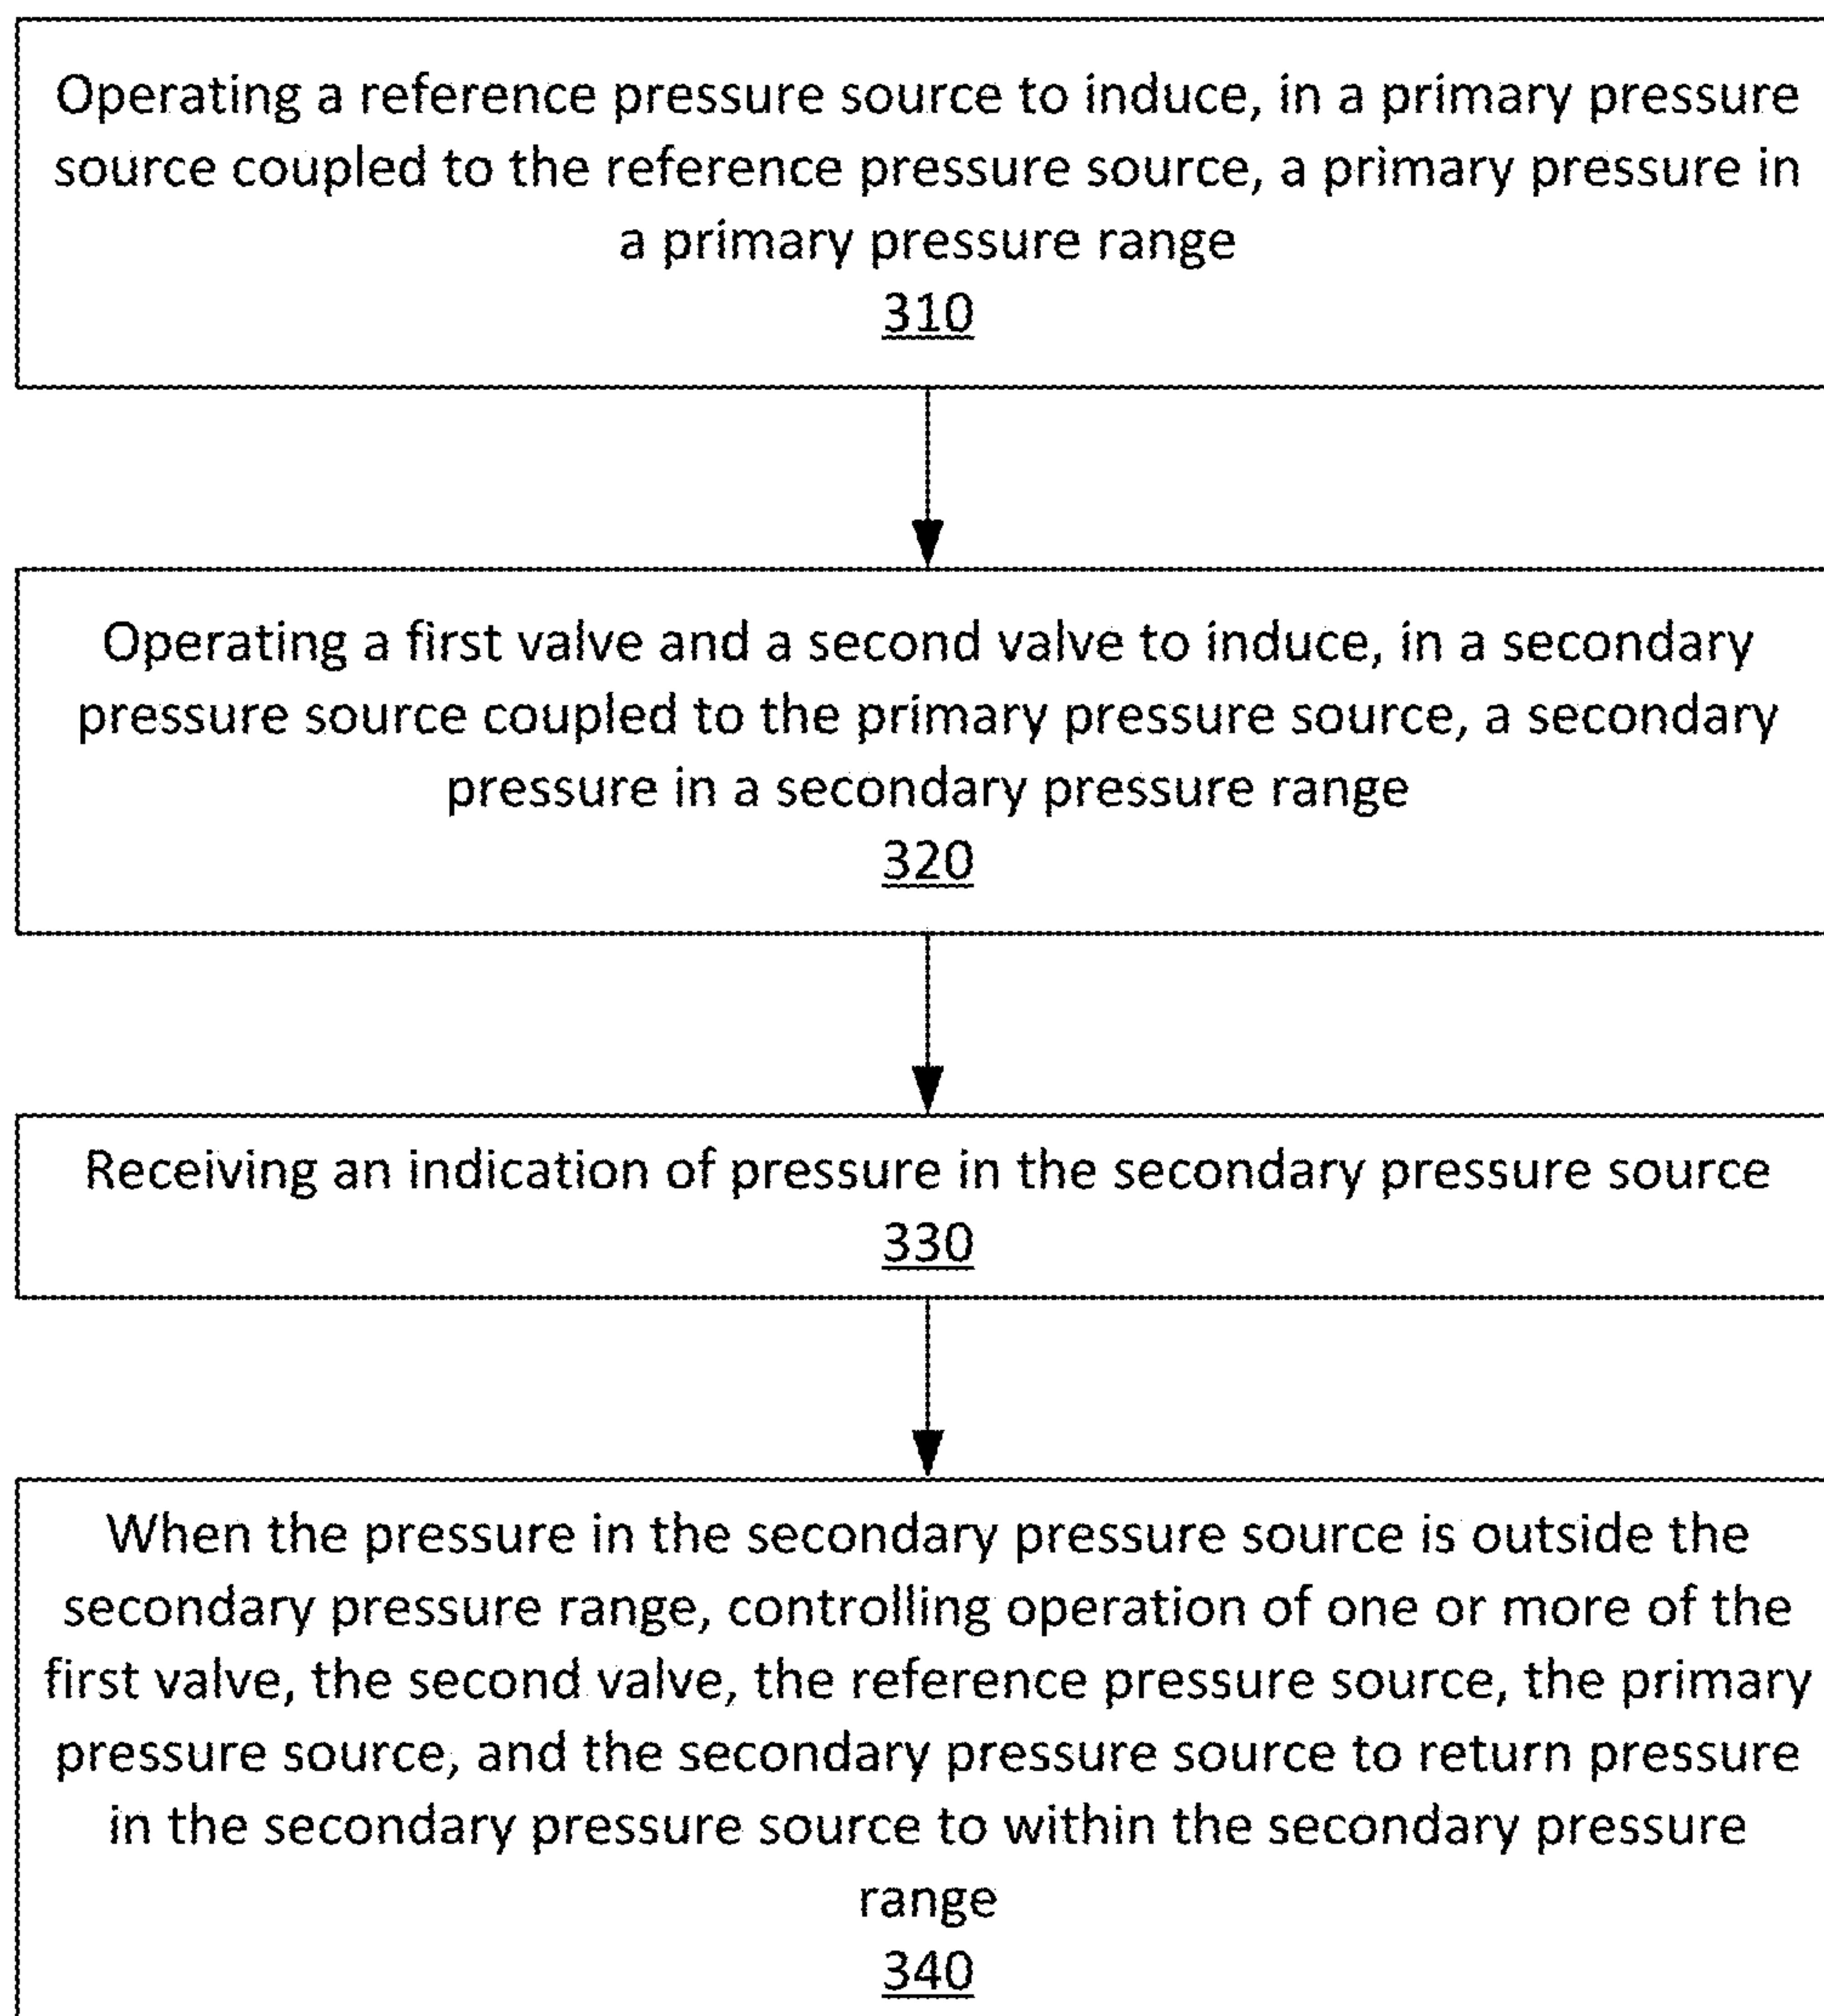 Operating a reference pressure source to induce, in a primary pressure
source coupled to the reference pressure source, a primary pressure in
a primary pressure range
310
Operating a first valve and a second valve to induce, in a secondary
pressure source coupled to the primary pressure source, a secondary
pressure in a secondary pressure range
320
Receiving an indication of pressure in the secondary pressure source
330
When the pressure in the secondary pressure source is outside the
secondary pressure range, controlling operation of one or more of the
first valve, the second valve, the reference pressure source, the primary
pressure source, and the secondary pressure source to return pressure
in the secondary pressure source to within the secondary pressure
range
340